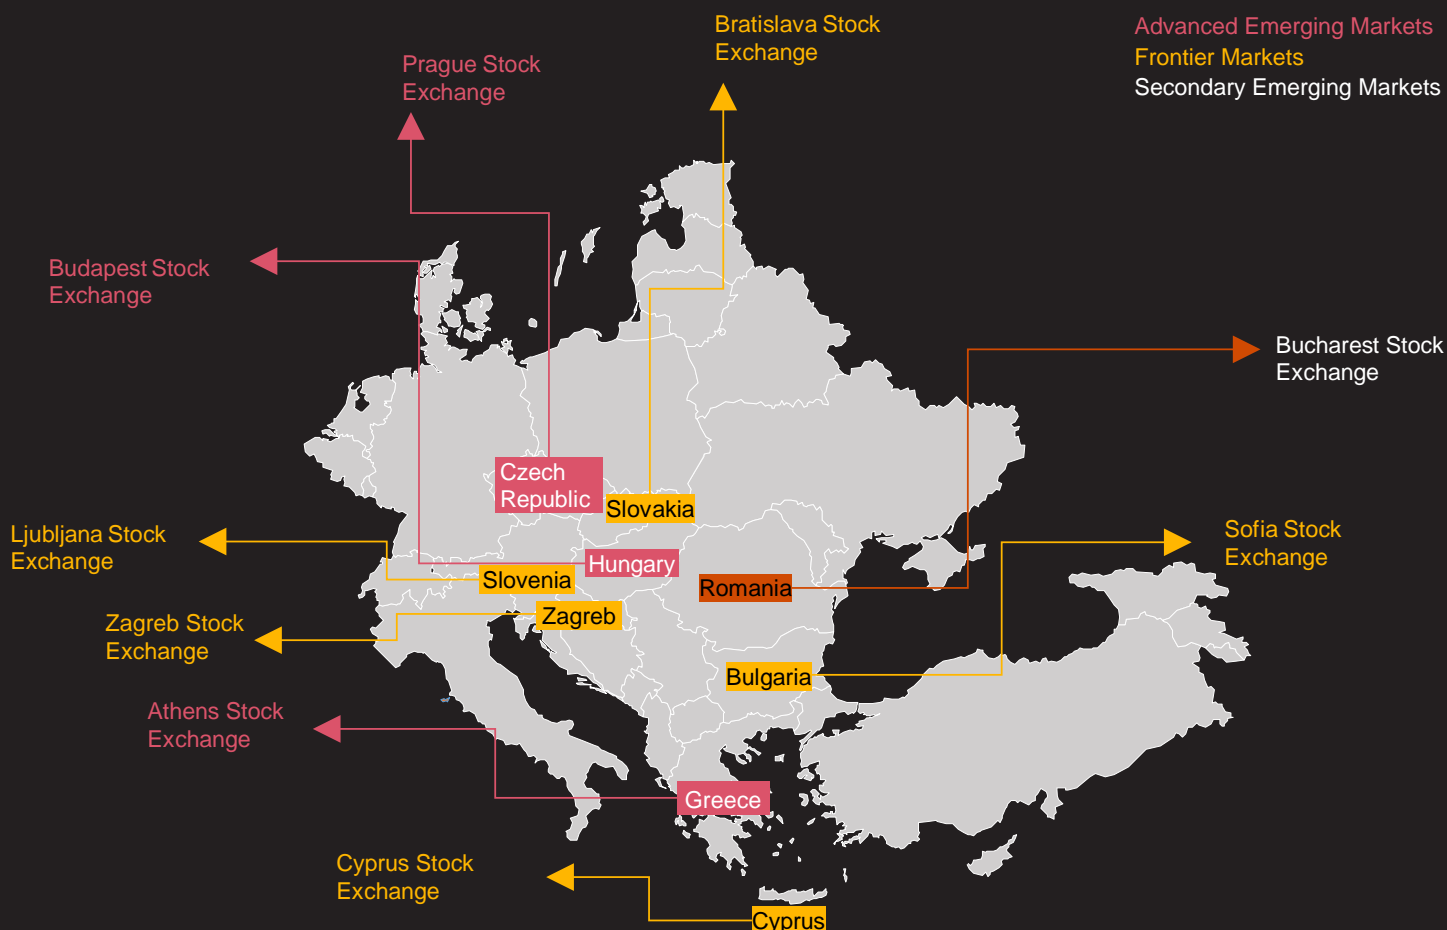 Bratislava Stock
Exchange
Advanced Emerging Markets
Frontier Markets
Secondary Emerging Markets
Prague Stock
Exchange
Budapest Stock
Exchange
Bucharest Stock
Exchange
Czech
Republic
Slovakia
Ljubljana Stock
Exchange
Sofia Stock
Exchange
Hungary
Slovenia
Romania
Zagreb
Zagreb Stock
Exchange
Bulgaria
Athens Stock
Exchange
Greece
Cyprus Stock
Exchange
Cyprus